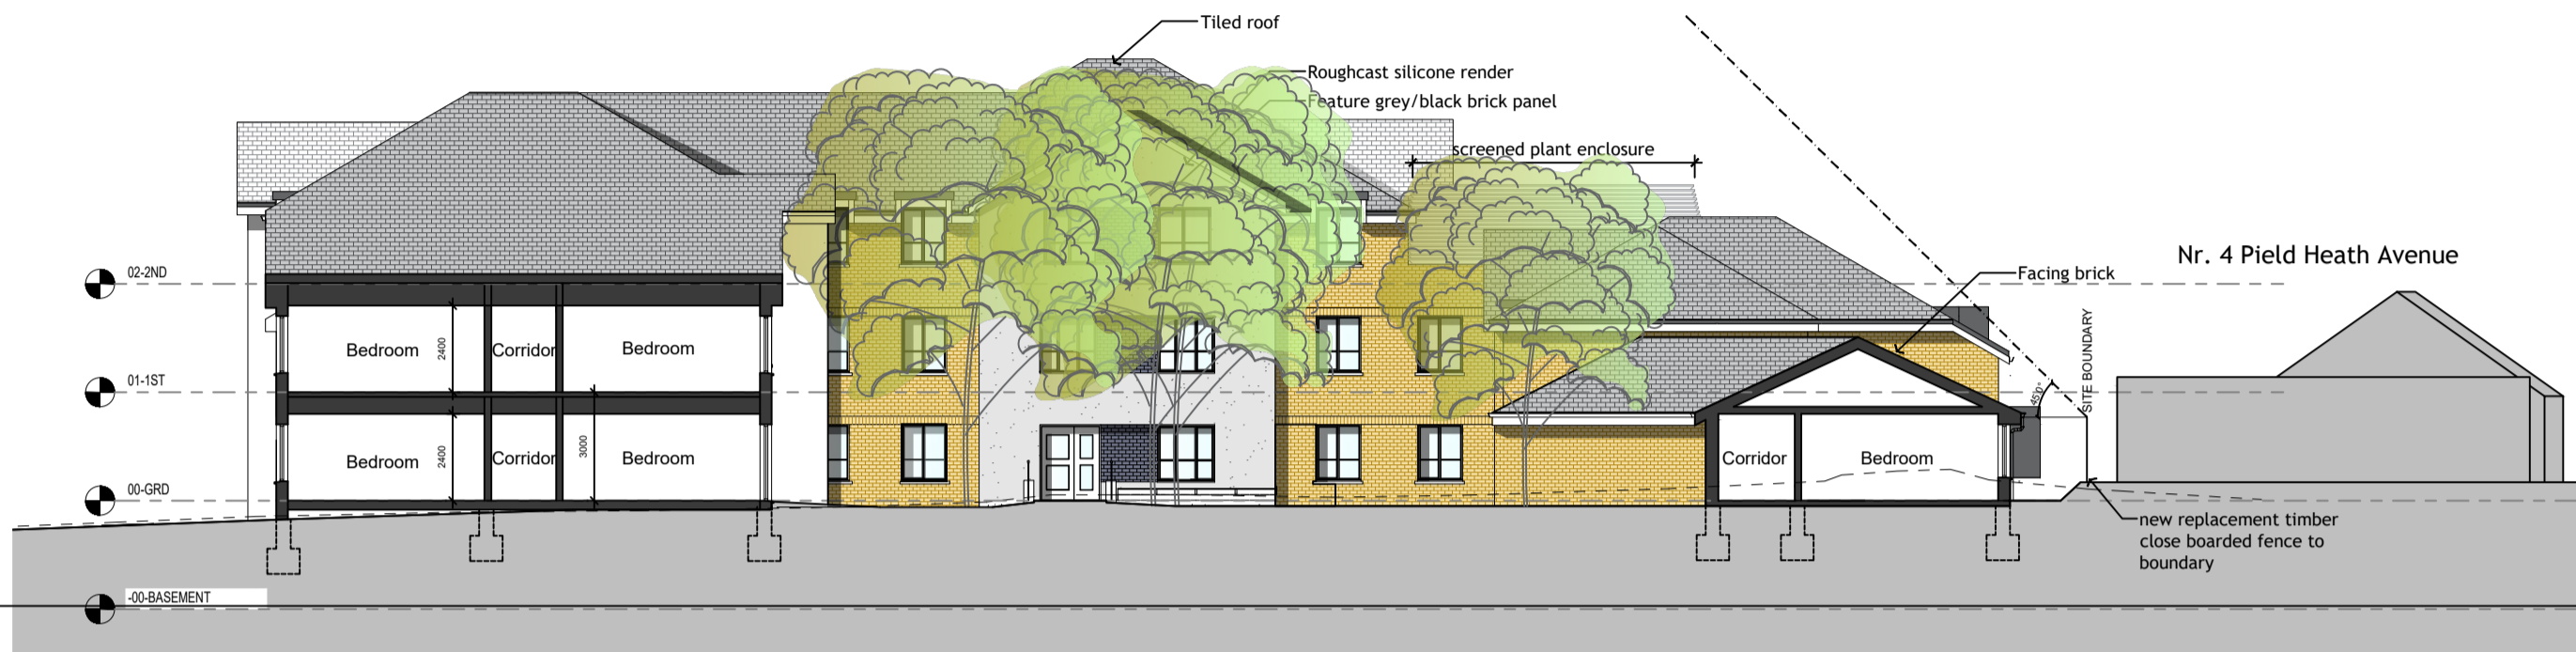 Tiled roof
Roughcast silicone render
Feature grey/black brick panel
screened plant enclosure
Nr. 4 Pield Heath Avenue
Facing brick
02-2ND
SITE BOUNDARY
Bedroom
2400
Corridor
Bedroom
01-1ST
45.0°
Bedroom
2400
Corridor
3000
Bedroom
Corridor
Bedroom
00-GRD
new replacement timber
close boarded fence to
boundary
-00-BASEMENT